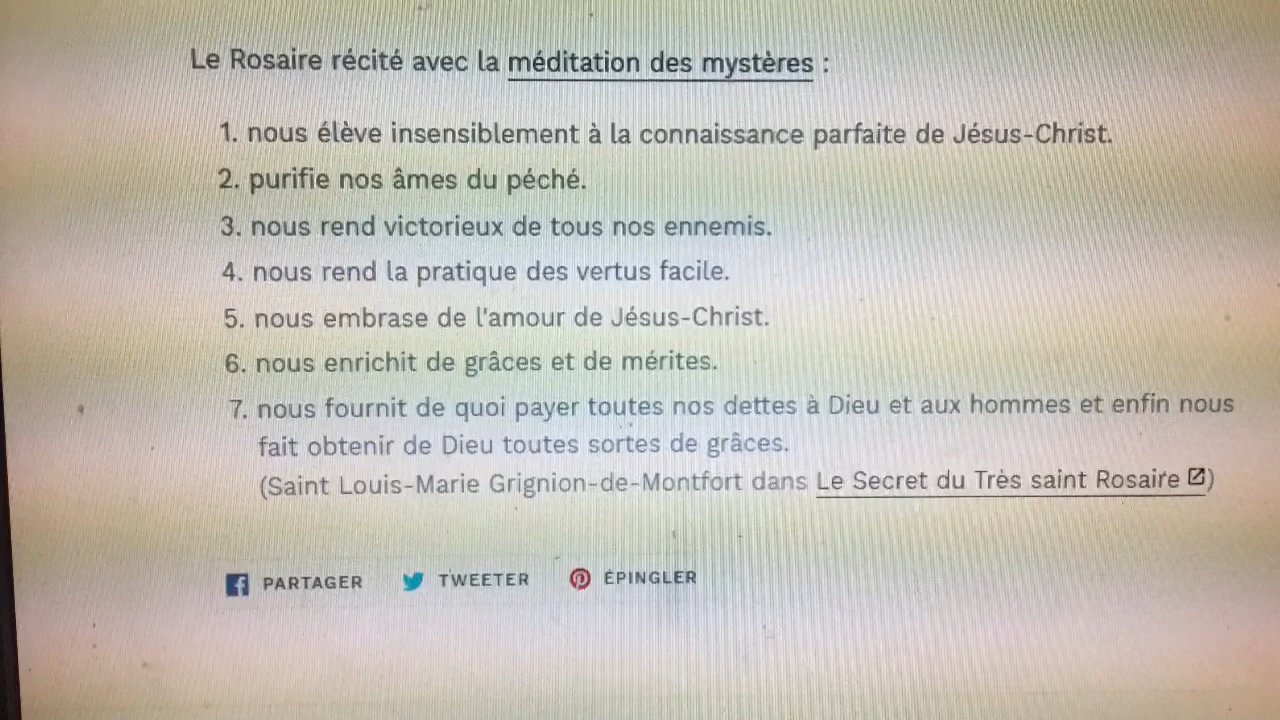 Le Rosaire récité avec la méditation des mystères :
1. nous élève insensiblement à la connaissance parfaite de Jésus-Christ.
2. purifie nos âmes du péché.
3. nous rend victorieux de tous nos ennemis.
4. nous rend la pratique des vertus facile.
5. nous embrase de l'amour de Jésus-Christ.
6. nous enrichit de grâces et de mérites.
7. nous fournit de quoi payer toutes nos dettes à Dieu et aux hommes et enfin nous
fait obtenir de Dieu toutes sortes de grâces.
(Saint Louis-Marie Grignion-de-Montfort dans Le Secret du Très saint Rosaire)
PARTAGER TWEETER ÉPINGLER